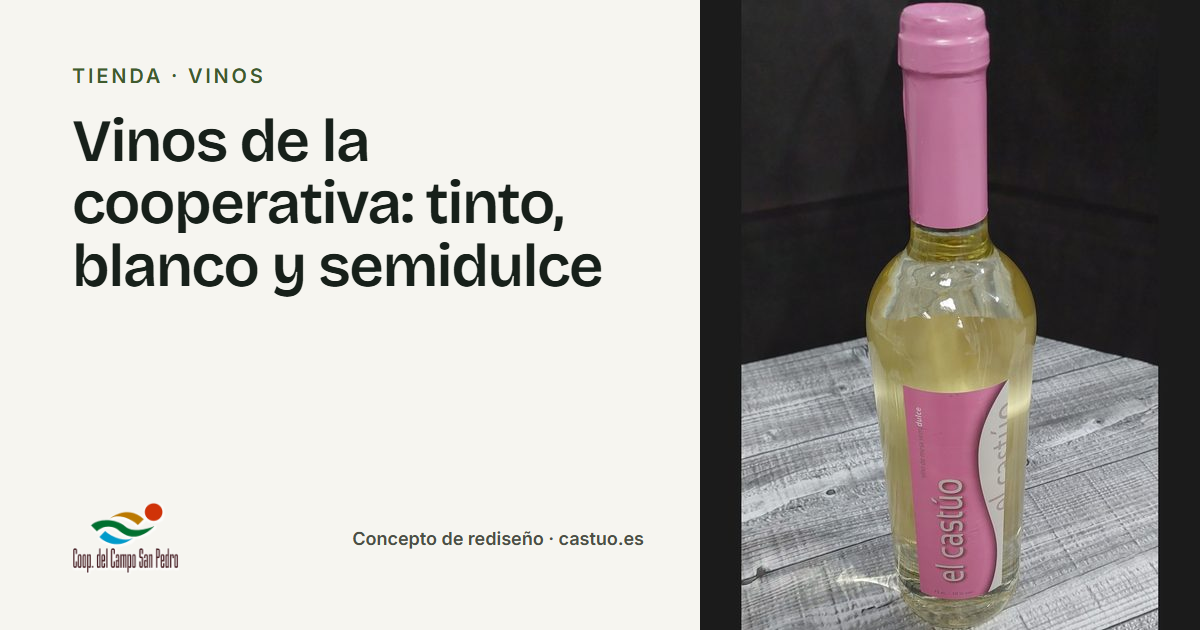 TIENDA · VINOS
Vinos de la
cooperativa: tinto,
blanco y semidulce
Coop. del Campo San Pedro
Concepto de rediseño · castuo.es
el castúo
dulce
el castúo